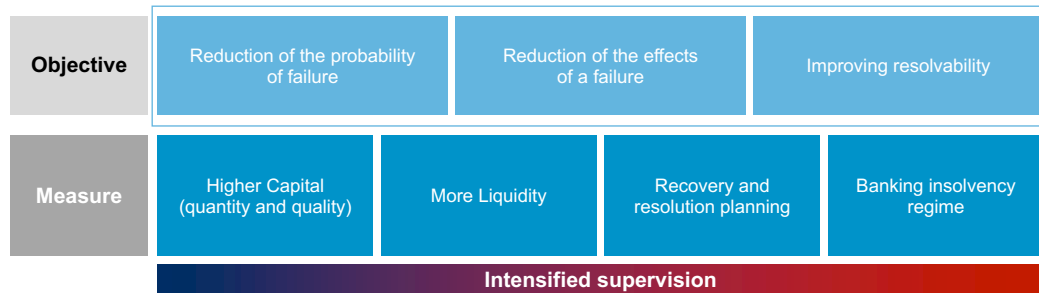 Objective
Reduction of the probability
of failure
Reduction of the effects
of a failure
Improving resolvability
Measure
Higher Capital
(quantity and quality)
More Liquidity
Recovery and
resolution planning
Banking insolvency
regime
Intensified supervision